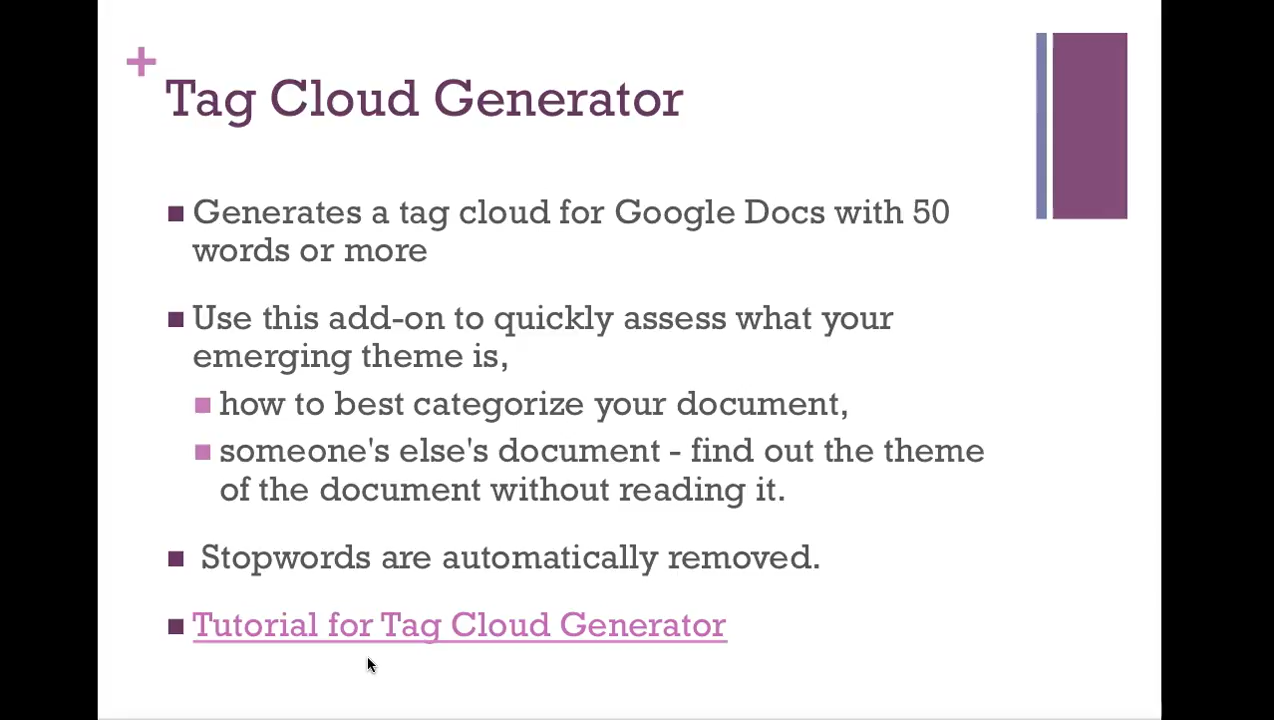 Tag Cloud Generator
Generates a tag cloud for Google Docs with 50
words or more
Use this add-on to quickly assess what your
emerging theme is,
how to best categorize your document,
someone's else's document - find out the theme
of the document without reading it.
Stopwords are automatically removed.
Tutorial for Tag Cloud Generator